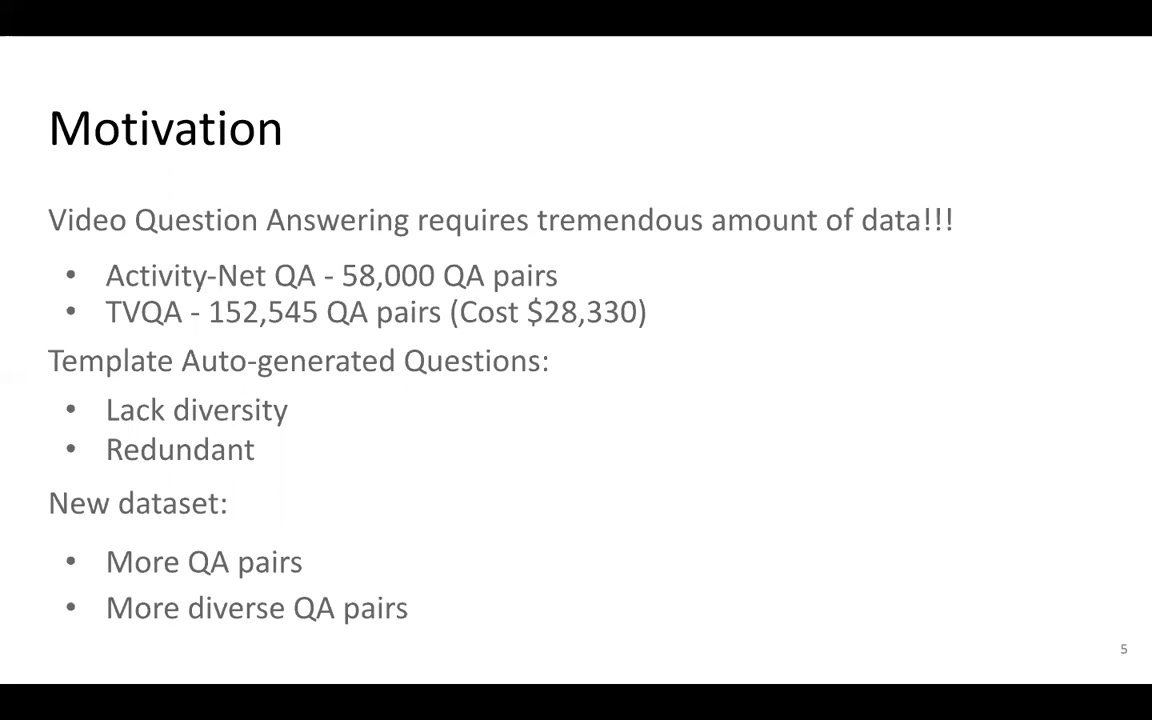 Motivation
Video Question Answering requires tremendous amount of data!!!
• Activity-Net QA - 58,000 QA pairs
• TVQA - 152,545 QA pairs (Cost $28,330)
Template Auto-generated Questions:
• Lack diversity
• Redundant
New dataset:
• More QA pairs
• More diverse QA pairs
5